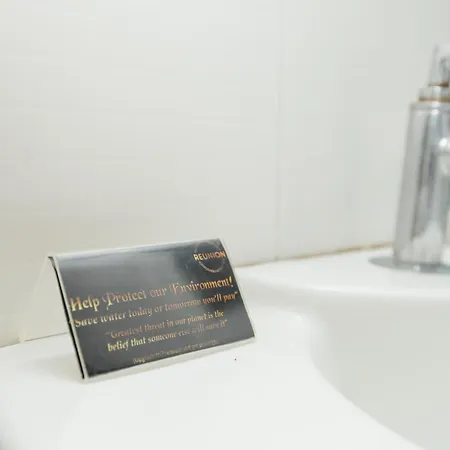 REUNION
Help Protect our Environment!
Save water today or tomorrow you'll pay"
"Greatest threat in our planet is the
belief that someone else will save it"